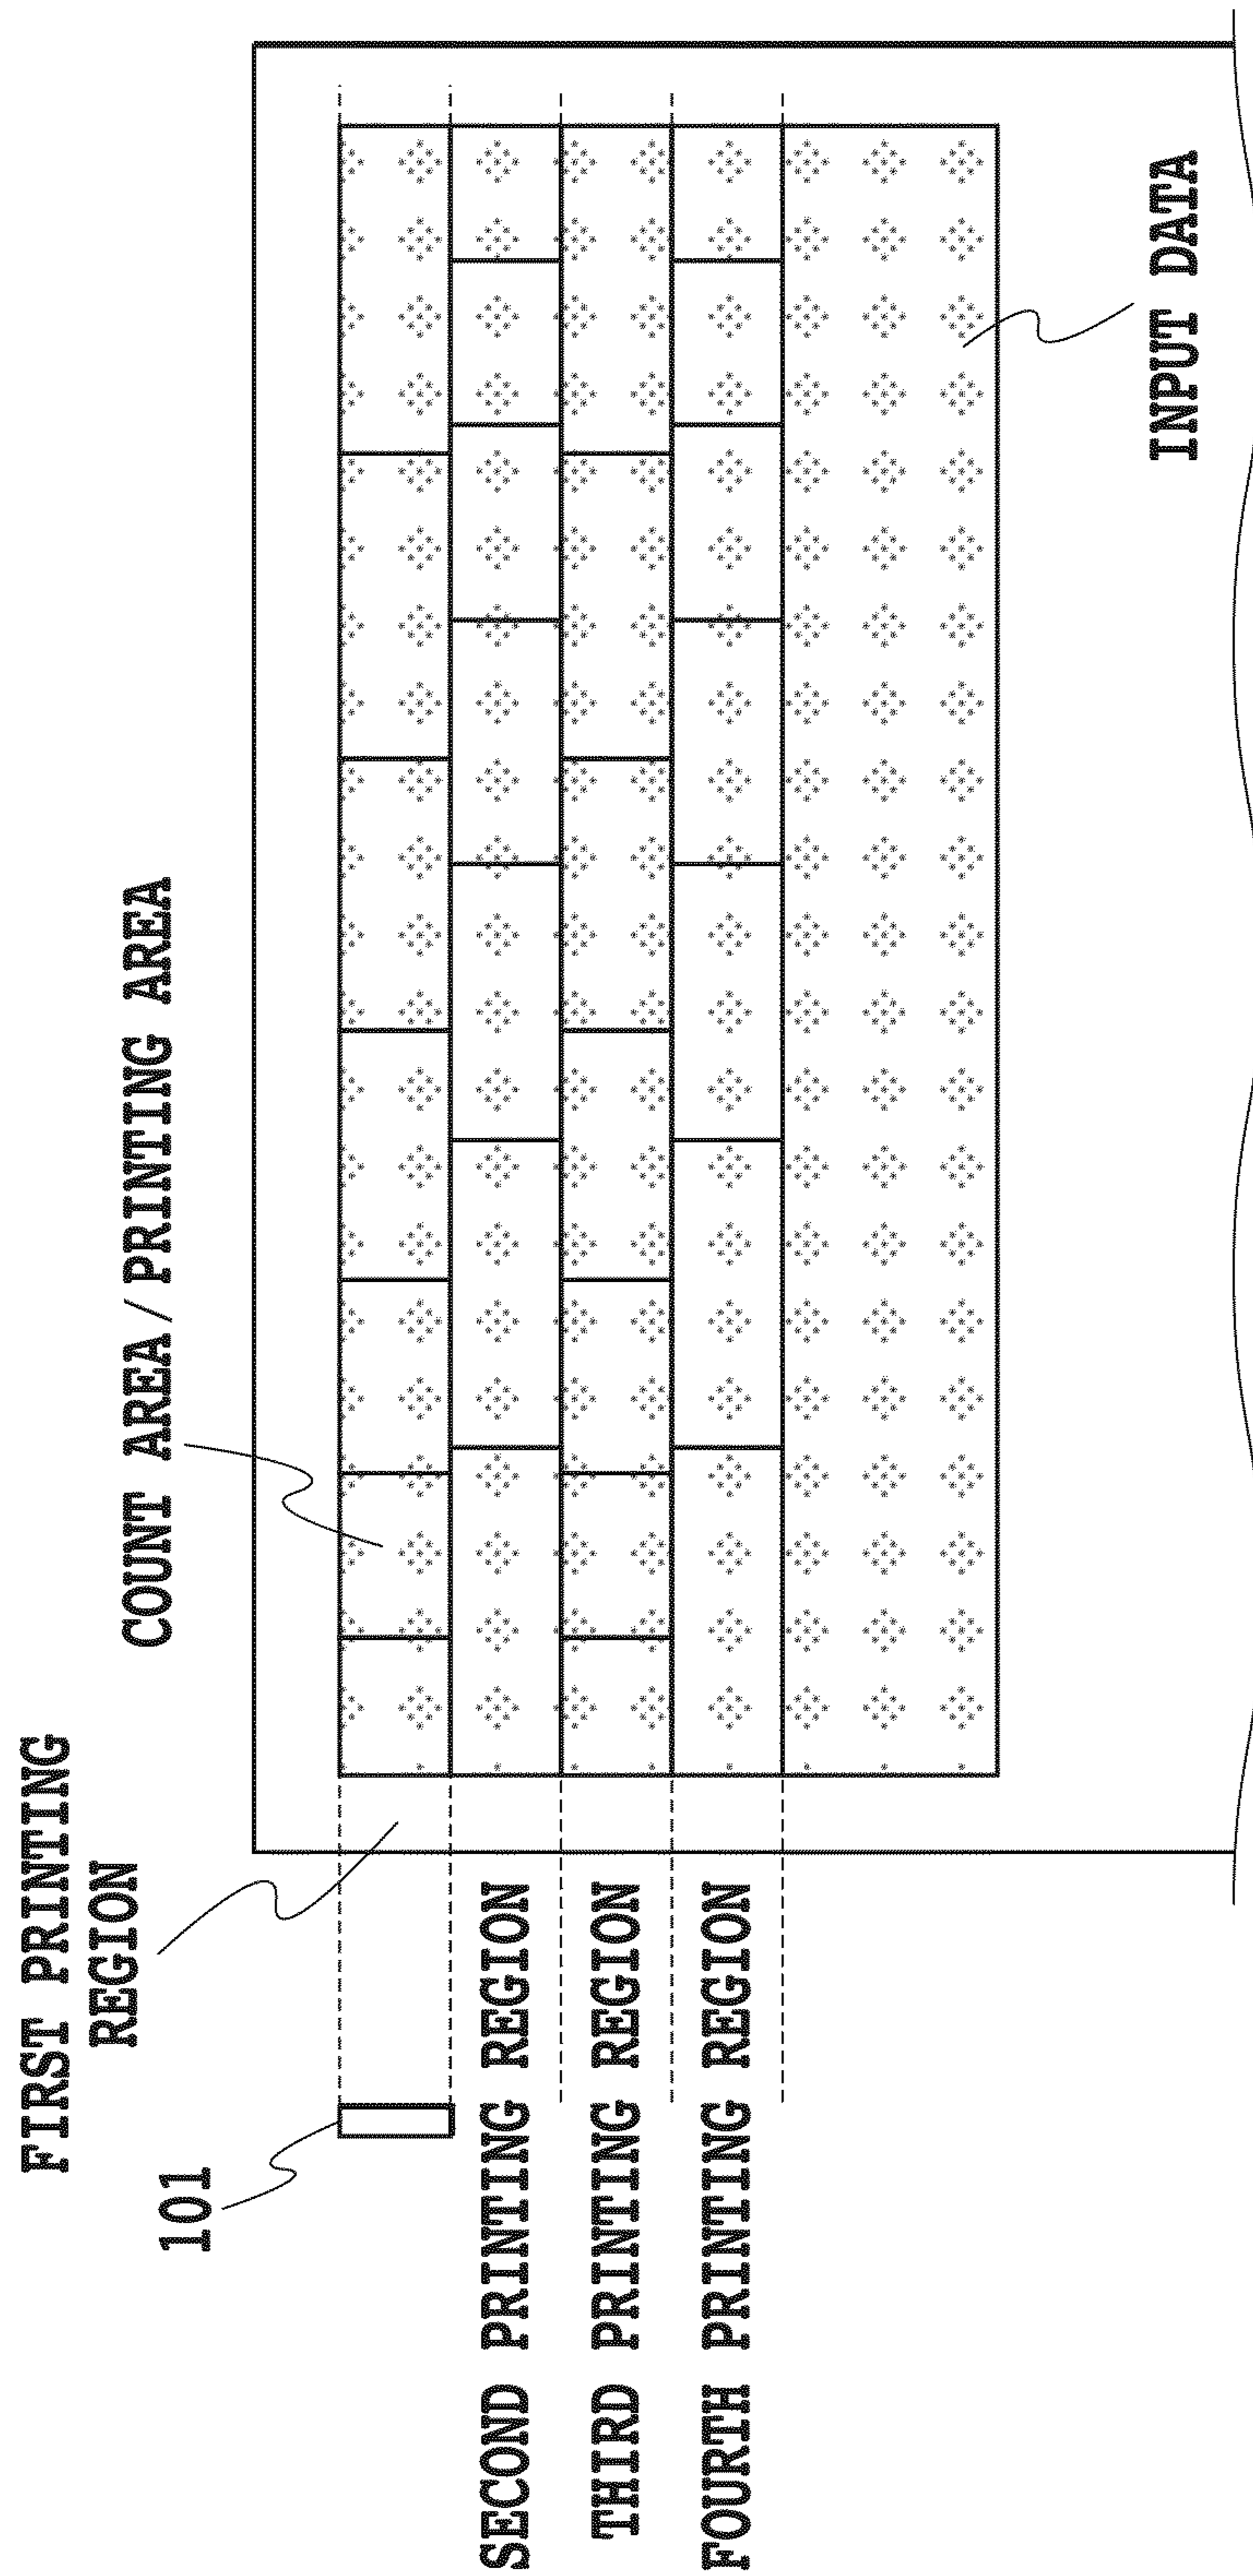 FIRST PRINTING
REGION
COUNT AREA/PRINTING AREA
101
SECOND PRINTING REGION
THIRD PRINTING REGION
FOURTH PRINTING REGION
INPUT DATA